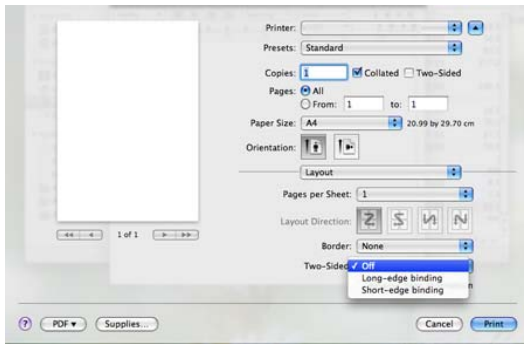 Printer:
Presets: Standard
Copies: 1 Collated Two-Sided
Pages: All
From: 1 to: 1
Paper Size: A4 20.99 by 29.70 cm
Orientation:
Layout
Pages per Sheet: 1
Layout Direction:
Border: None
Two-Sided ✓ Off
Long-edge binding
Short-edge binding
1 of 1
? PDF ▾ Supplies... Cancel Print